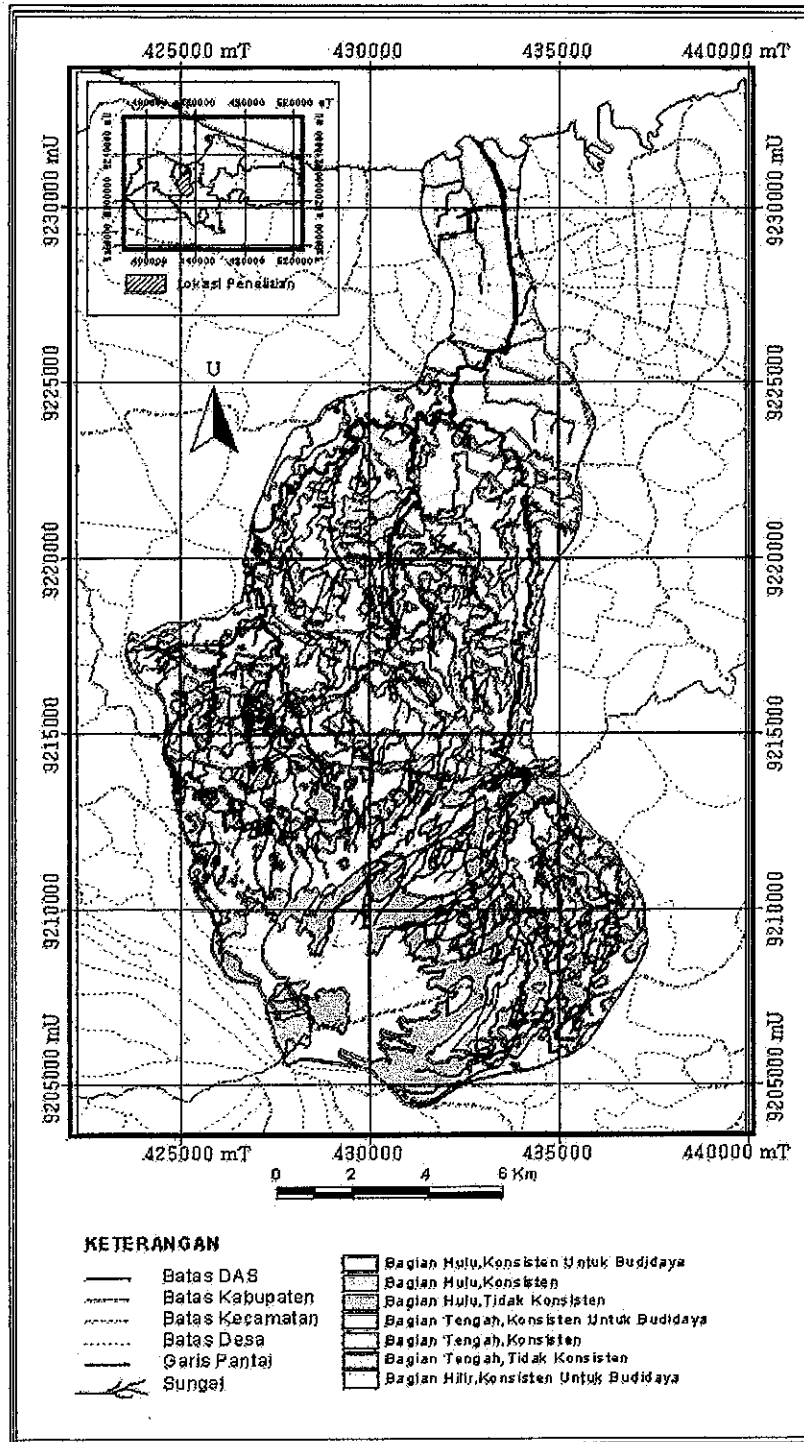 425000 mT 430000 435000 440000 mT
9230000 mU
9225000
9220000
9215000
9210000
9205000 mU
9230000 mU
9225000
9220000
9215000
9210000
9205000 mU
Lokasi Penelitian
U
425000 mT 430000 435000 440000 mT
0 2 4 6 Km
KETERANGAN
Batas DAS
Batas Kabupaten
Batas Kecamatan
Batas Desa
Garis Pantai
Sungai
Bagian Hulu,Konsisten Untuk Budidaya
Bagian Hulu,Konsisten
Bagian Hulu,Tidak Konsisten
Bagian Tengah,Konsisten Untuk Budidaya
Bagian Tengah,Konsisten
Bagian Tengah,Tidak Konsisten
Bagian Hilir,Konsisten Untuk Budidaya